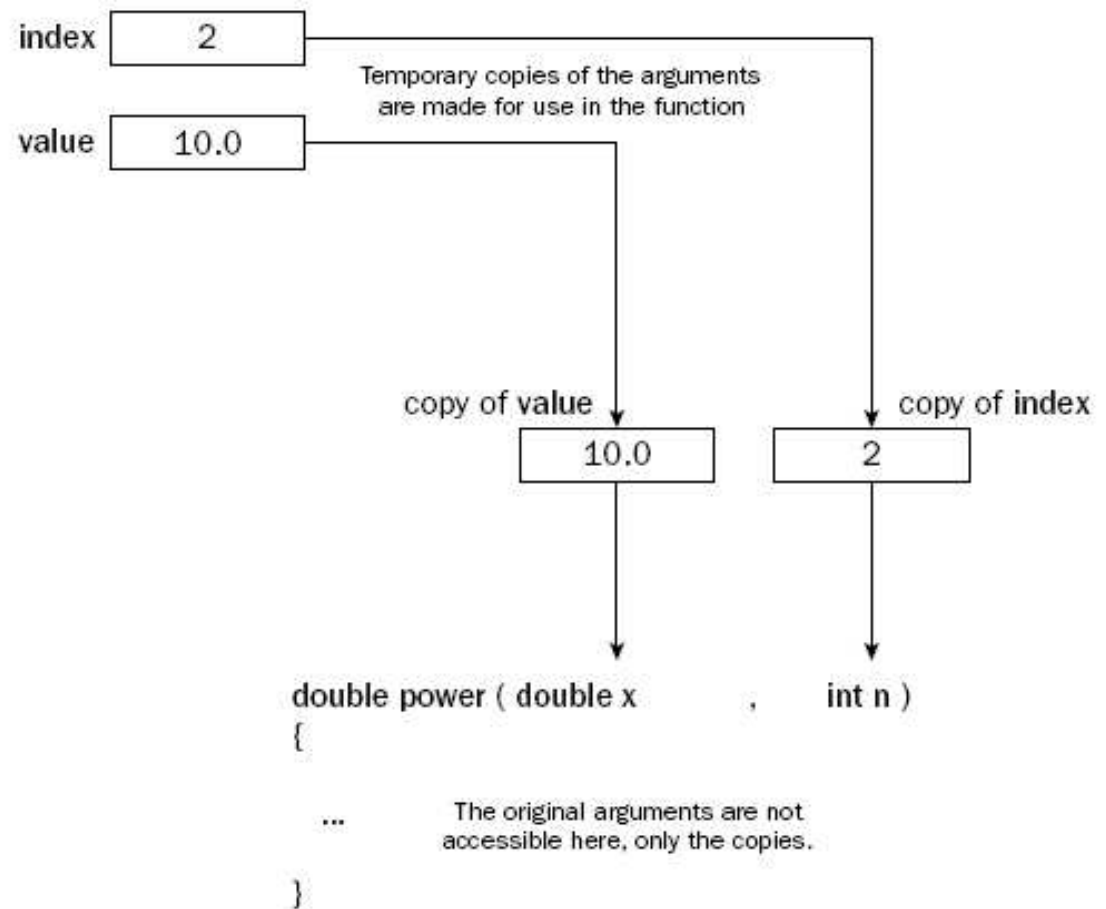 index 2
Temporary copies of the arguments
are made for use in the function
value 10.0
copy of value copy of index
10.0 2
double power ( double x , int n )
{
... The original arguments are not
accessible here, only the copies.
}